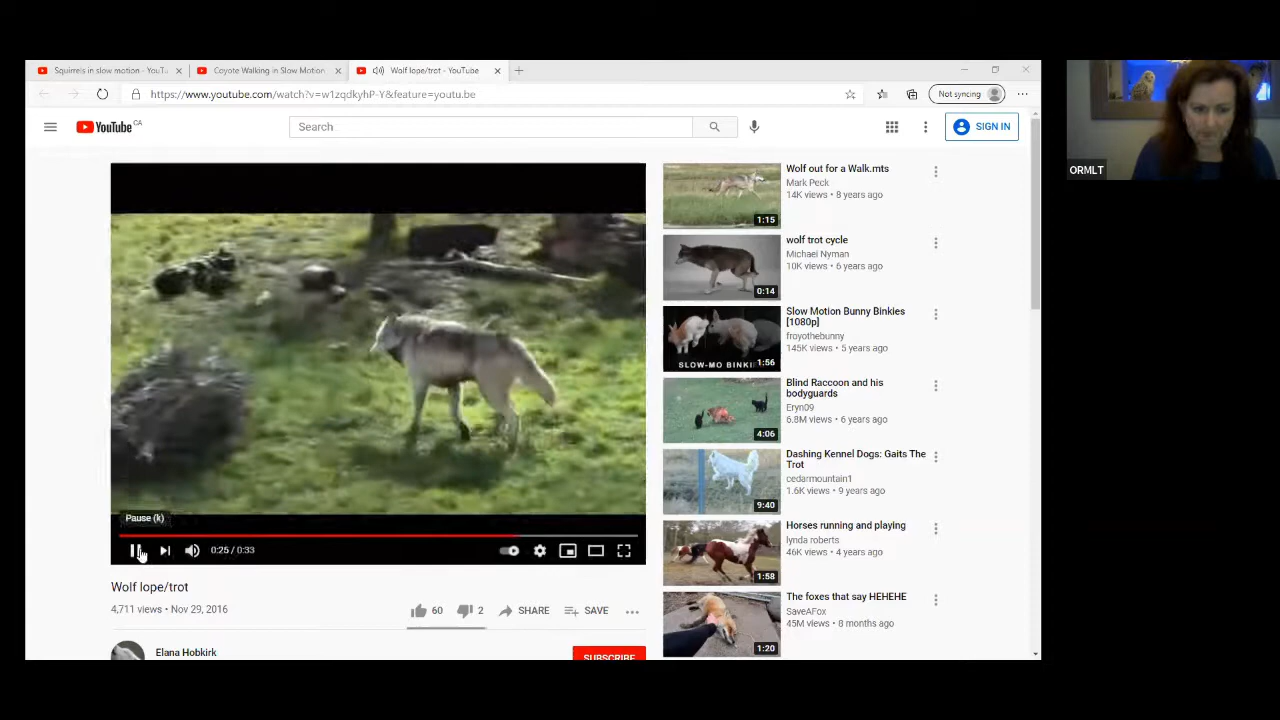 Squirrels in slow motion - YouT
Coyote Walking in Slow Motion
Wolf lope/trot - YouTube
https://www.youtube.com/watch?v=w1zqdkyhP-Y&feature=youtu.be
Not syncing
YouTube CA
Search
SIGN IN
ORMLT
Wolf out for a Walk.mts
Mark Peck
14K views • 8 years ago
1:15
wolf trot cycle
Michael Nyman
10K views • 6 years ago
0:14
Slow Motion Bunny Binkies
[1080p]
froyothebunny
145K views • 5 years ago
SLOW-MO BINKI
1:56
Blind Raccoon and his
bodyguards
Eryn09
6.8M views • 6 years ago
4:06
Dashing Kennel Dogs: Gaits The
Trot
cedarmountain1
1.6K views • 9 years ago
9:40
Horses running and playing
lynda roberts
46K views • 4 years ago
1:58
The foxes that say HEHEHE
SaveAFox
45M views • 8 months ago
1:20
Pause (k)
0:25 / 0:33
Wolf lope/trot
4,711 views • Nov 29, 2016
60
2
SHARE
SAVE
Elana Hobkirk
SUBSCRIBE